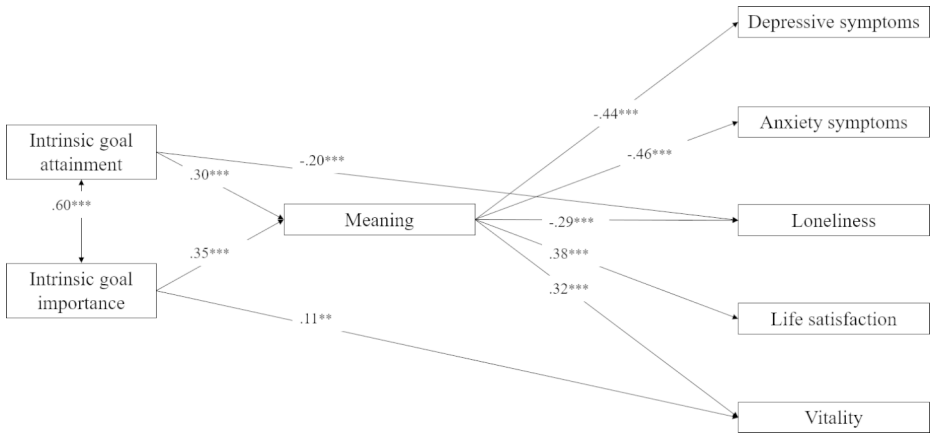 Depressive symptoms
-.44***
Anxiety symptoms
Intrinsic goal
attainment
-.20***
-.46***
.30***
.60***
Meaning
-.29***
Loneliness
.35***
.38***
Intrinsic goal
importance
.32***
.11**
Life satisfaction
Vitality